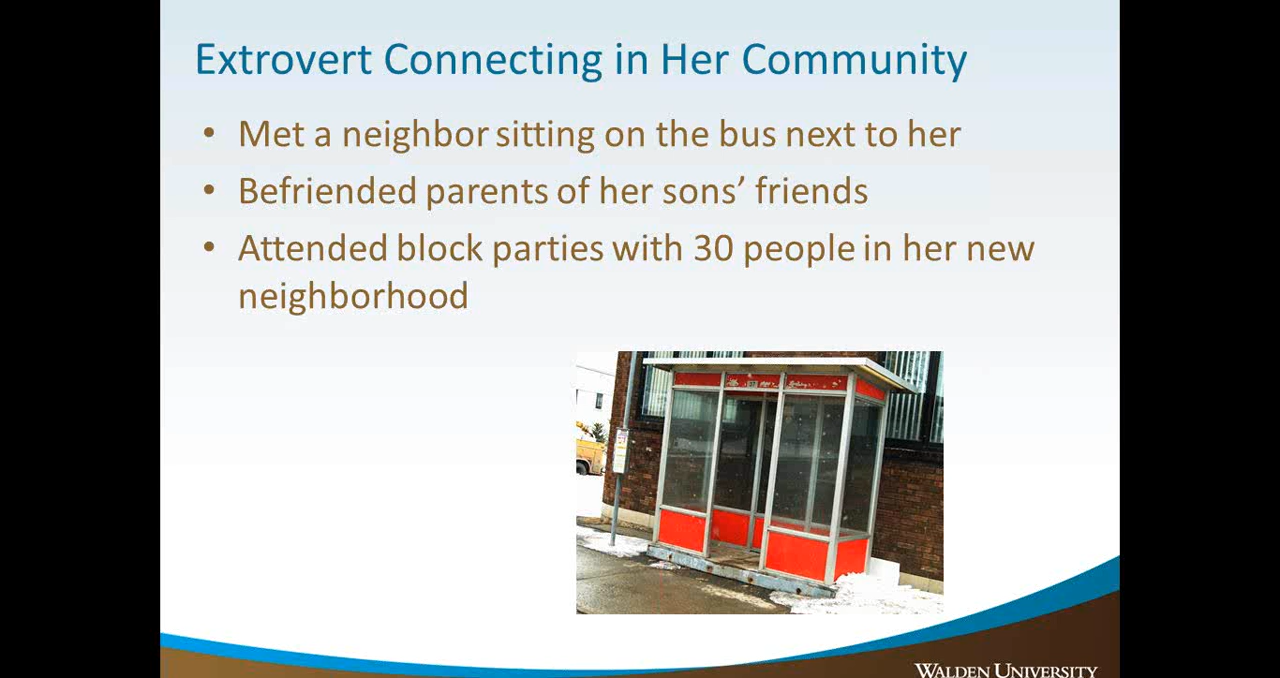 Extrovert Connecting in Her Community
• Met a neighbor sitting on the bus next to her
• Befriended parents of her sons’ friends
• Attended block parties with 30 people in her new
neighborhood
WALDEN UNIVERSITY